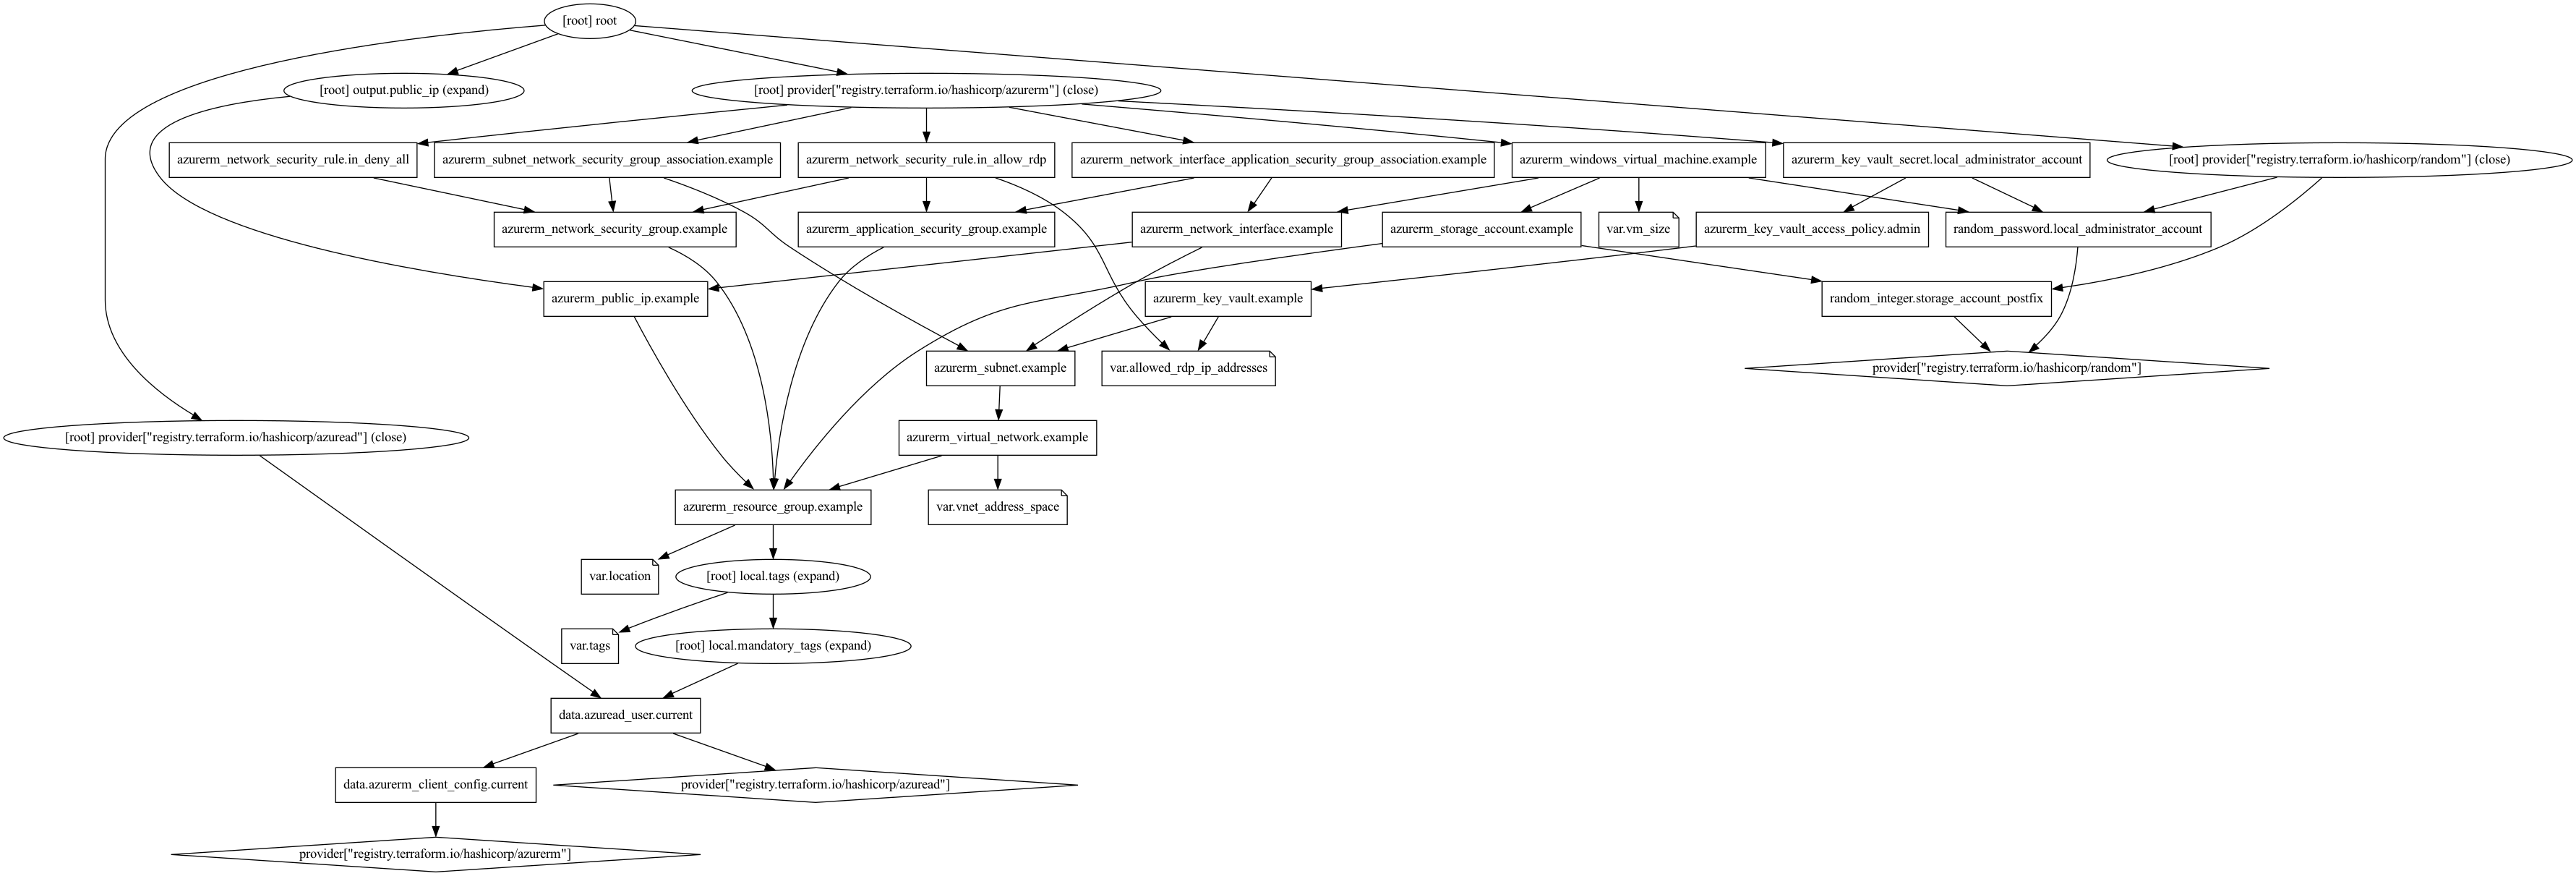 [root] root
[root] output.public_ip (expand)
[root] provider["registry.terraform.io/hashicorp/azurerm"] (close)
azurerm_network_security_rule.in_deny_all
azurerm_subnet_network_security_group_association.example
azurerm_network_security_rule.in_allow_rdp
azurerm_network_interface_application_security_group_association.example
azurerm_windows_virtual_machine.example
azurerm_key_vault_secret.local_administrator_account
[root] provider["registry.terraform.io/hashicorp/random"] (close)
azurerm_network_security_group.example
azurerm_application_security_group.example
azurerm_network_interface.example
azurerm_storage_account.example
var.vm_size
azurerm_key_vault_access_policy.admin
random_password.local_administrator_account
azurerm_public_ip.example
azurerm_key_vault.example
random_integer.storage_account_postfix
azurerm_subnet.example
var.allowed_rdp_ip_addresses
provider["registry.terraform.io/hashicorp/random"]
[root] provider["registry.terraform.io/hashicorp/azuread"] (close)
azurerm_virtual_network.example
azurerm_resource_group.example
var.vnet_address_space
var.location
[root] local.tags (expand)
var.tags
[root] local.mandatory_tags (expand)
data.azuread_user.current
data.azurerm_client_config.current
provider["registry.terraform.io/hashicorp/azuread"]
provider["registry.terraform.io/hashicorp/azurerm"]